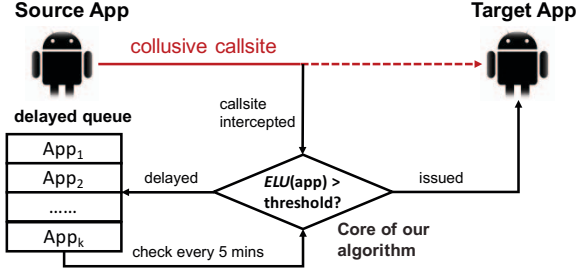 Source App
Target App
collusive callsite
delayed queue
callsite
intercepted
App1
App2
......
Appk
delayed
ELU(app) >
threshold?
issued
Core of our
algorithm
check every 5 mins